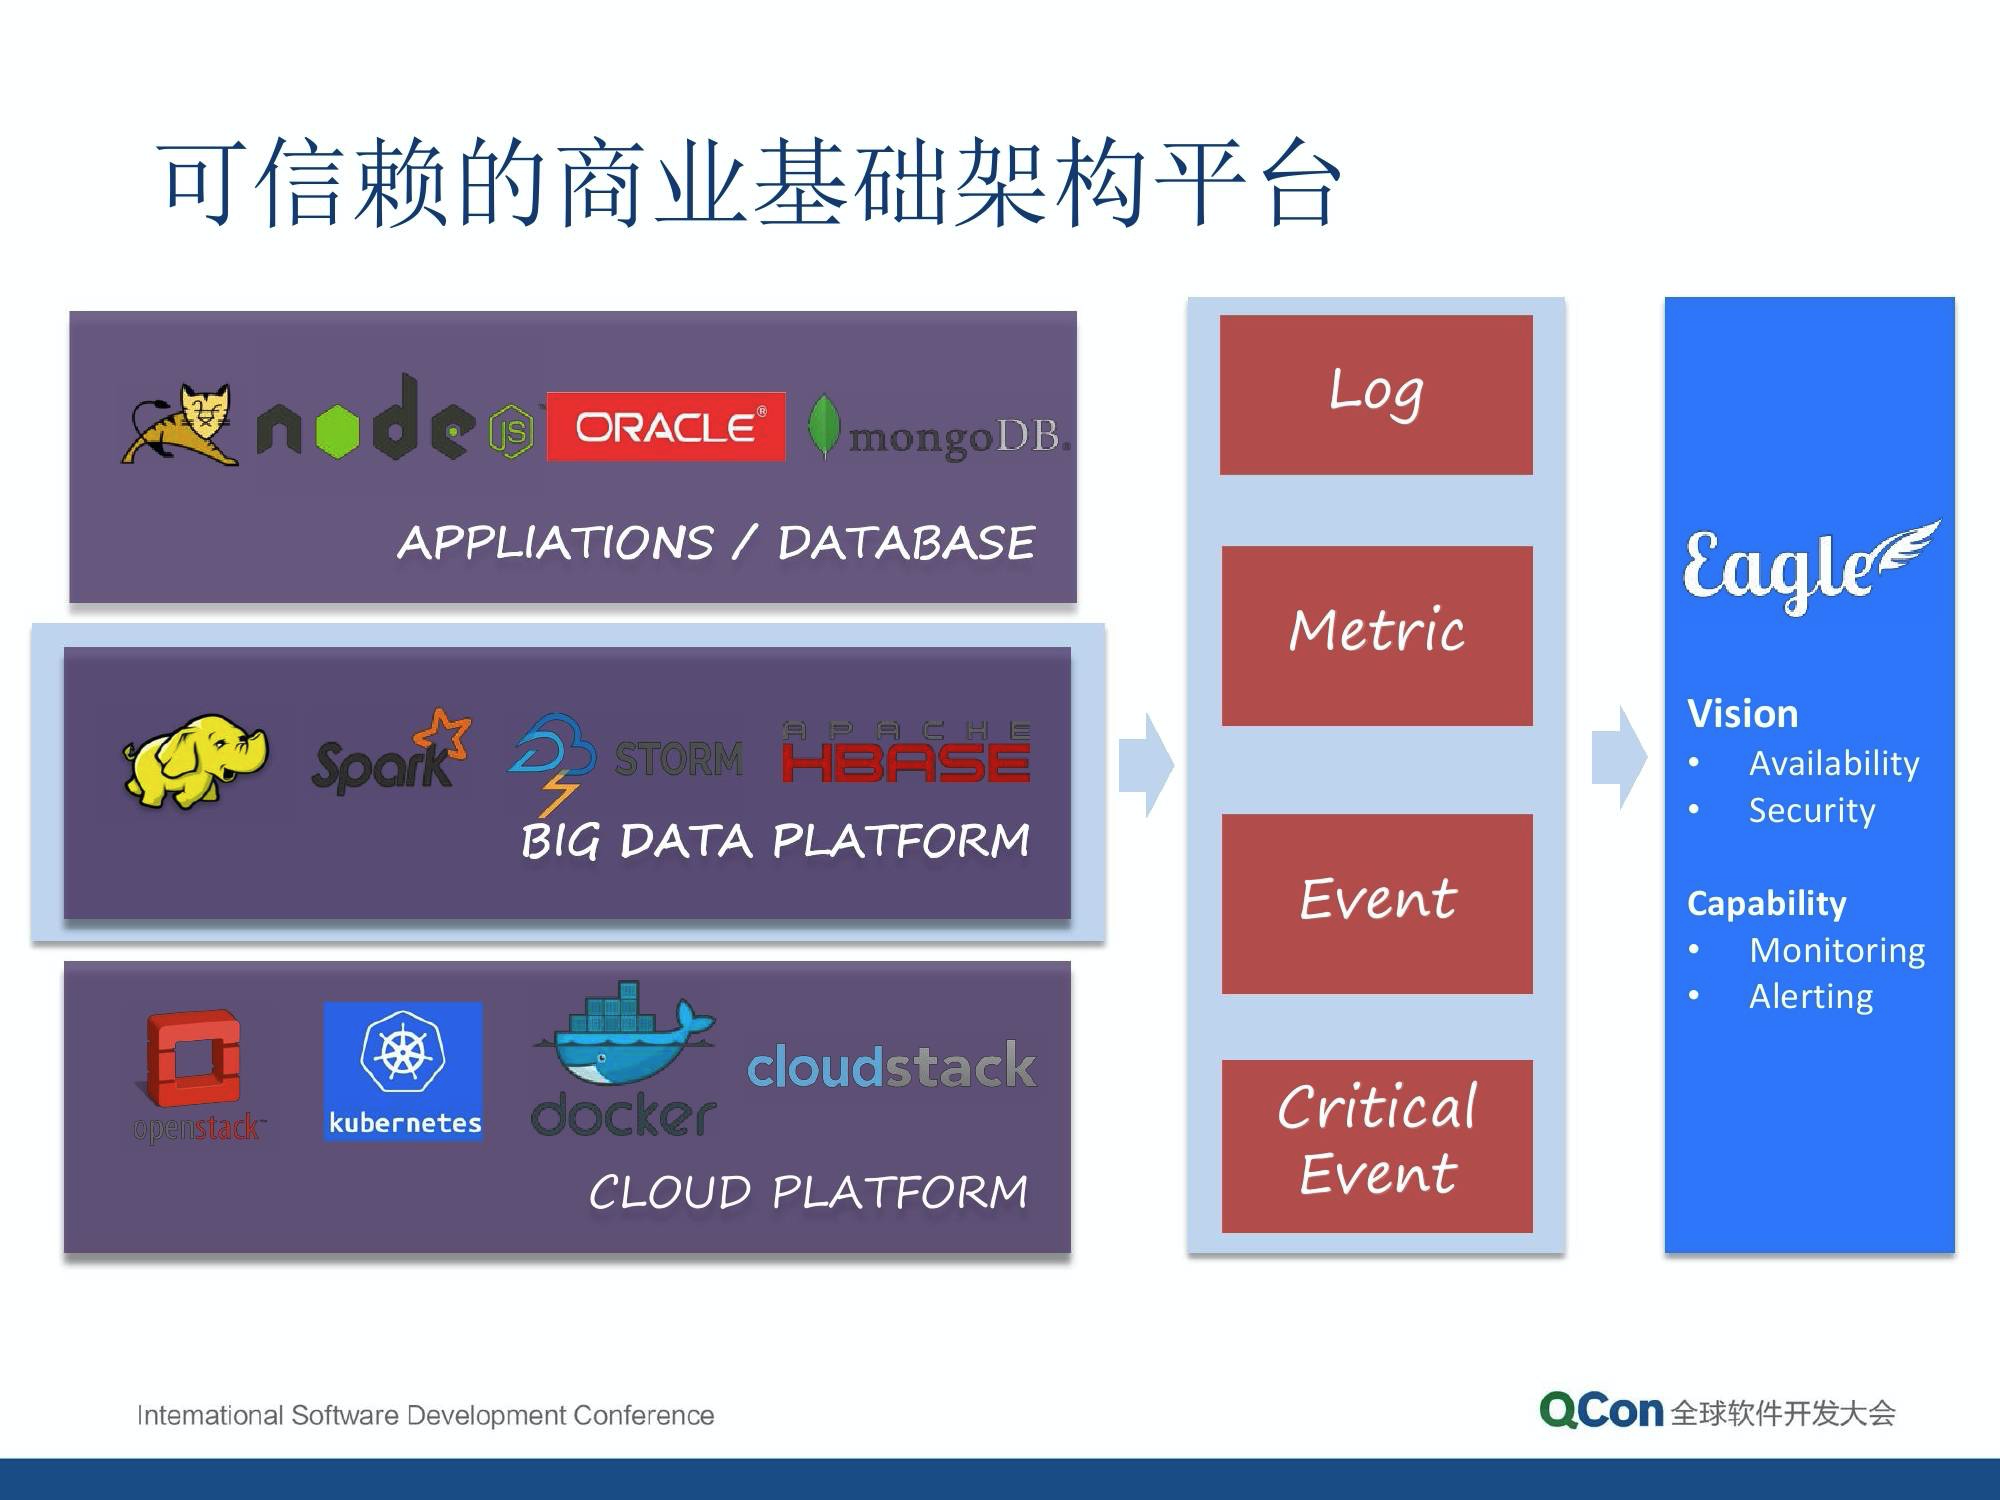 可信赖的商业基础架构平台
node JS
ORACLE®
mongoDB.
APPLIATIONS / DATABASE
Spark
STORM
APACHE
HBASE
BIG DATA PLATFORM
openstack™
kubernetes
docker
cloudstack
CLOUD PLATFORM
Log
Metric
Event
Critical
Event
Eagle
Vision
• Availability
• Security
Capability
• Monitoring
• Alerting
International Software Development Conference
QCon 全球软件开发大会